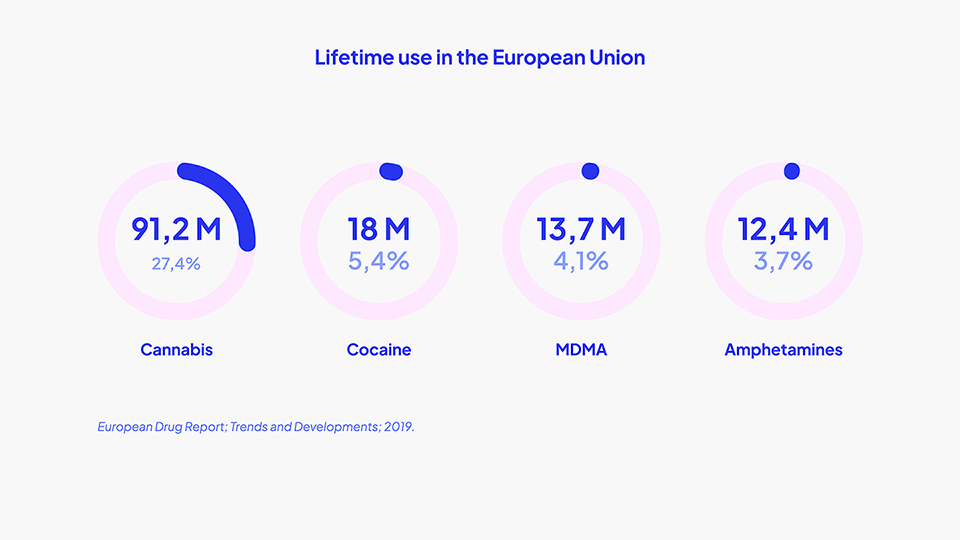 Lifetime use in the European Union
91,2 M
27,4%
Cannabis
18 M
5,4%
Cocaine
13,7 M
4,1%
MDMA
12,4 M
3,7%
Amphetamines
European Drug Report; Trends and Developments; 2019.